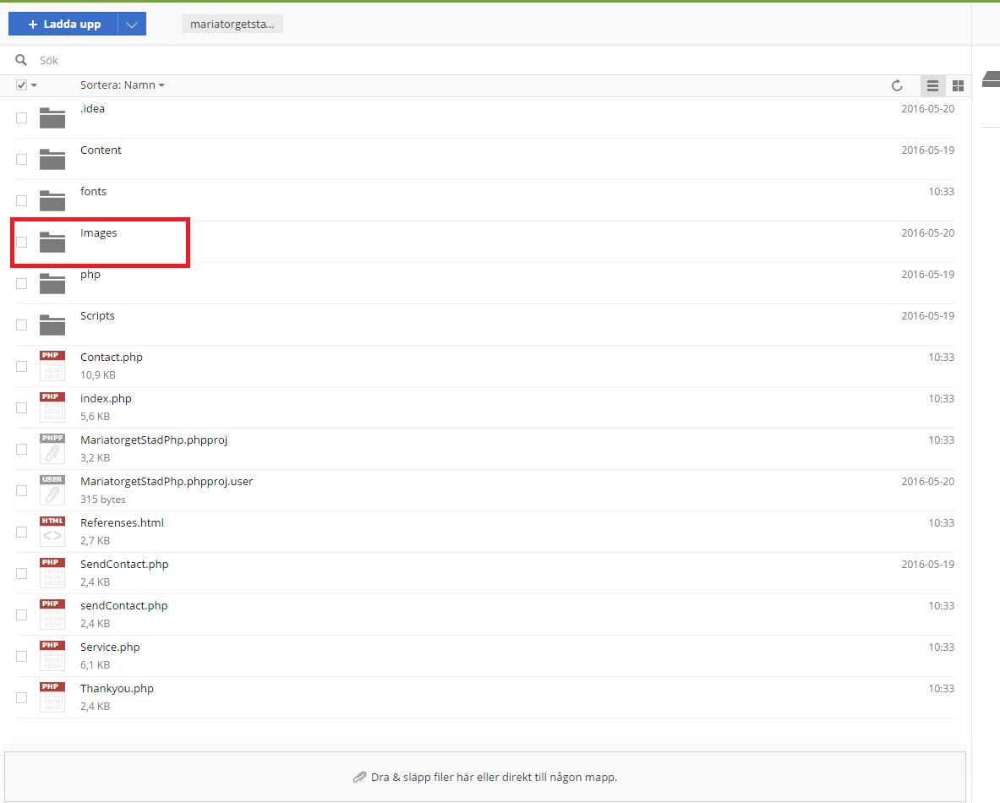 + Ladda upp
mariatorgetsta...
Sök
Sortera: Namn
.idea 2016-05-20
Content 2016-05-19
fonts 10:33
Images 2016-05-20
php 2016-05-19
Scripts 2016-05-19
PHP Contact.php 10:33
10,9 KB
PHP index.php 10:33
5,6 KB
PHPP MariatorgetStadPhp.phpproj 10:33
3,2 KB
USER MariatorgetStadPhp.phpproj.user 2016-05-20
315 bytes
HTML Referenses.html 10:33
<> 2,7 KB
PHP SendContact.php 2016-05-19
2,4 KB
PHP sendContact.php 10:33
2,4 KB
PHP Service.php 10:33
6,1 KB
PHP Thankyou.php 10:33
2,4 KB
Dra & släpp filer här eller direkt till någon mapp.